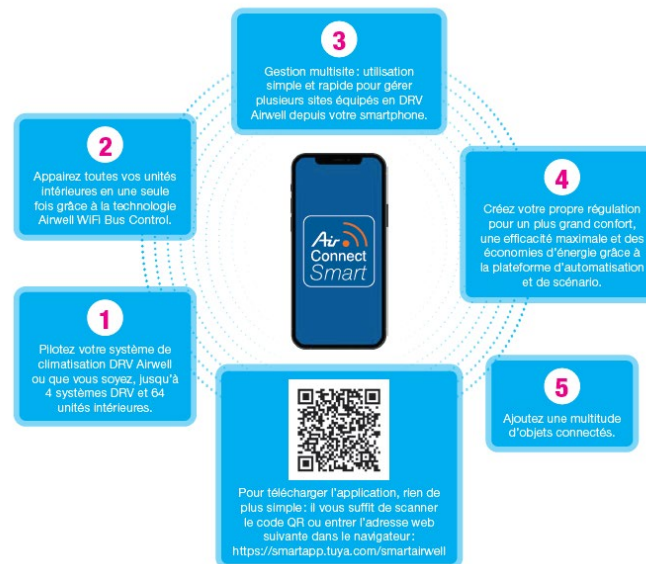 3
Gestion multisite : utilisation
simple et rapide pour gérer
plusieurs sites équipés en DRV
Airwell depuis votre smartphone.
2
Appairez toutes vos unités
intérieures en une seule
fois grâce à la technologie
Airwell WiFi Bus Control.
4
Créez votre propre régulation
pour un plus grand confort,
une efficacité maximale et des
économies d'énergie grâce à
la plateforme d'automatisation
et de scénario.
Air
Connect
Smart
1
Pilotez votre système de
climatisation DRV Airwell
ou que vous soyez, jusqu'à
4 systèmes DRV et 64
unités intérieures.
5
Ajoutez une multitude
d'objets connectés.
Pour télécharger l'application, rien de
plus simple : il vous suffit de scanner
le code QR ou entrer l'adresse web
suivante dans le navigateur :
https://smartapp.tuya.com/smartairwell